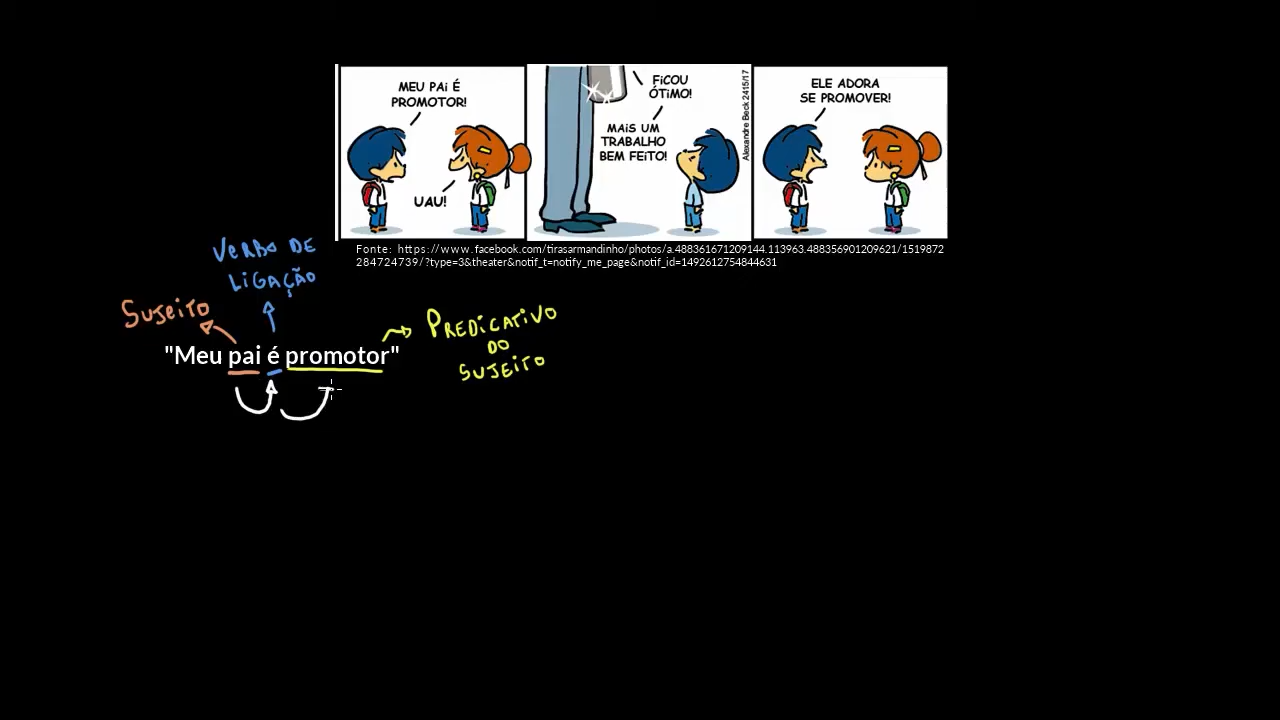 MEU PAi É
PROMOTOR!
UAU!
FiCOU
ÓTiMO!
MAiS UM
TRABALHO
BEM FEiTO!
Alexandre Beck 2415/17
ELE ADORA
SE PROMOVER!
Fonte: https://www.facebook.com/tirasarmandinho/photos/a.488361671209144.113963.488356901209621/1519872
284724739/?type=3&theater&notif_t=notify_me_page&notif_id=1492612754844631
VERBO DE
LiGAÇÃO
SUJEiTO
"Meu pai é promotor"
PREDiCATiVO
DO
SUJEiTO